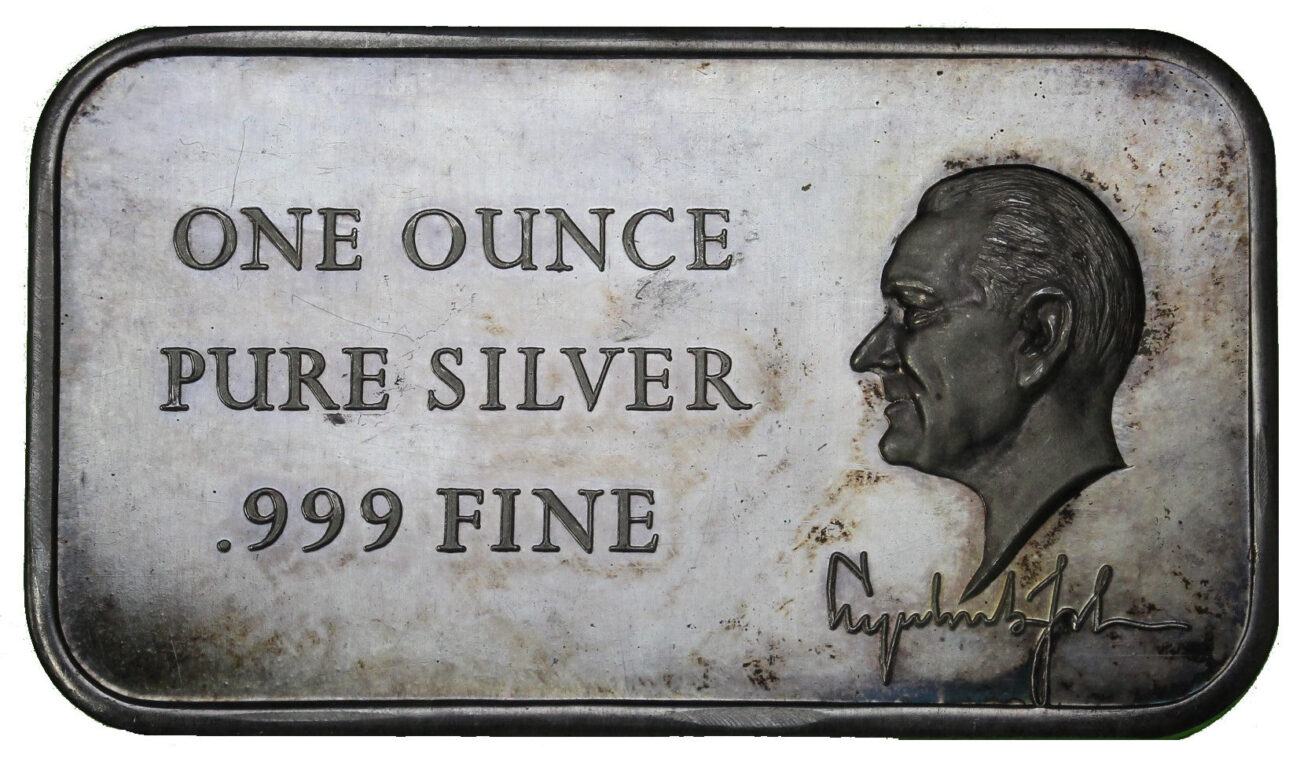 ONE OUNCE
PURE SILVER
.999 FINE